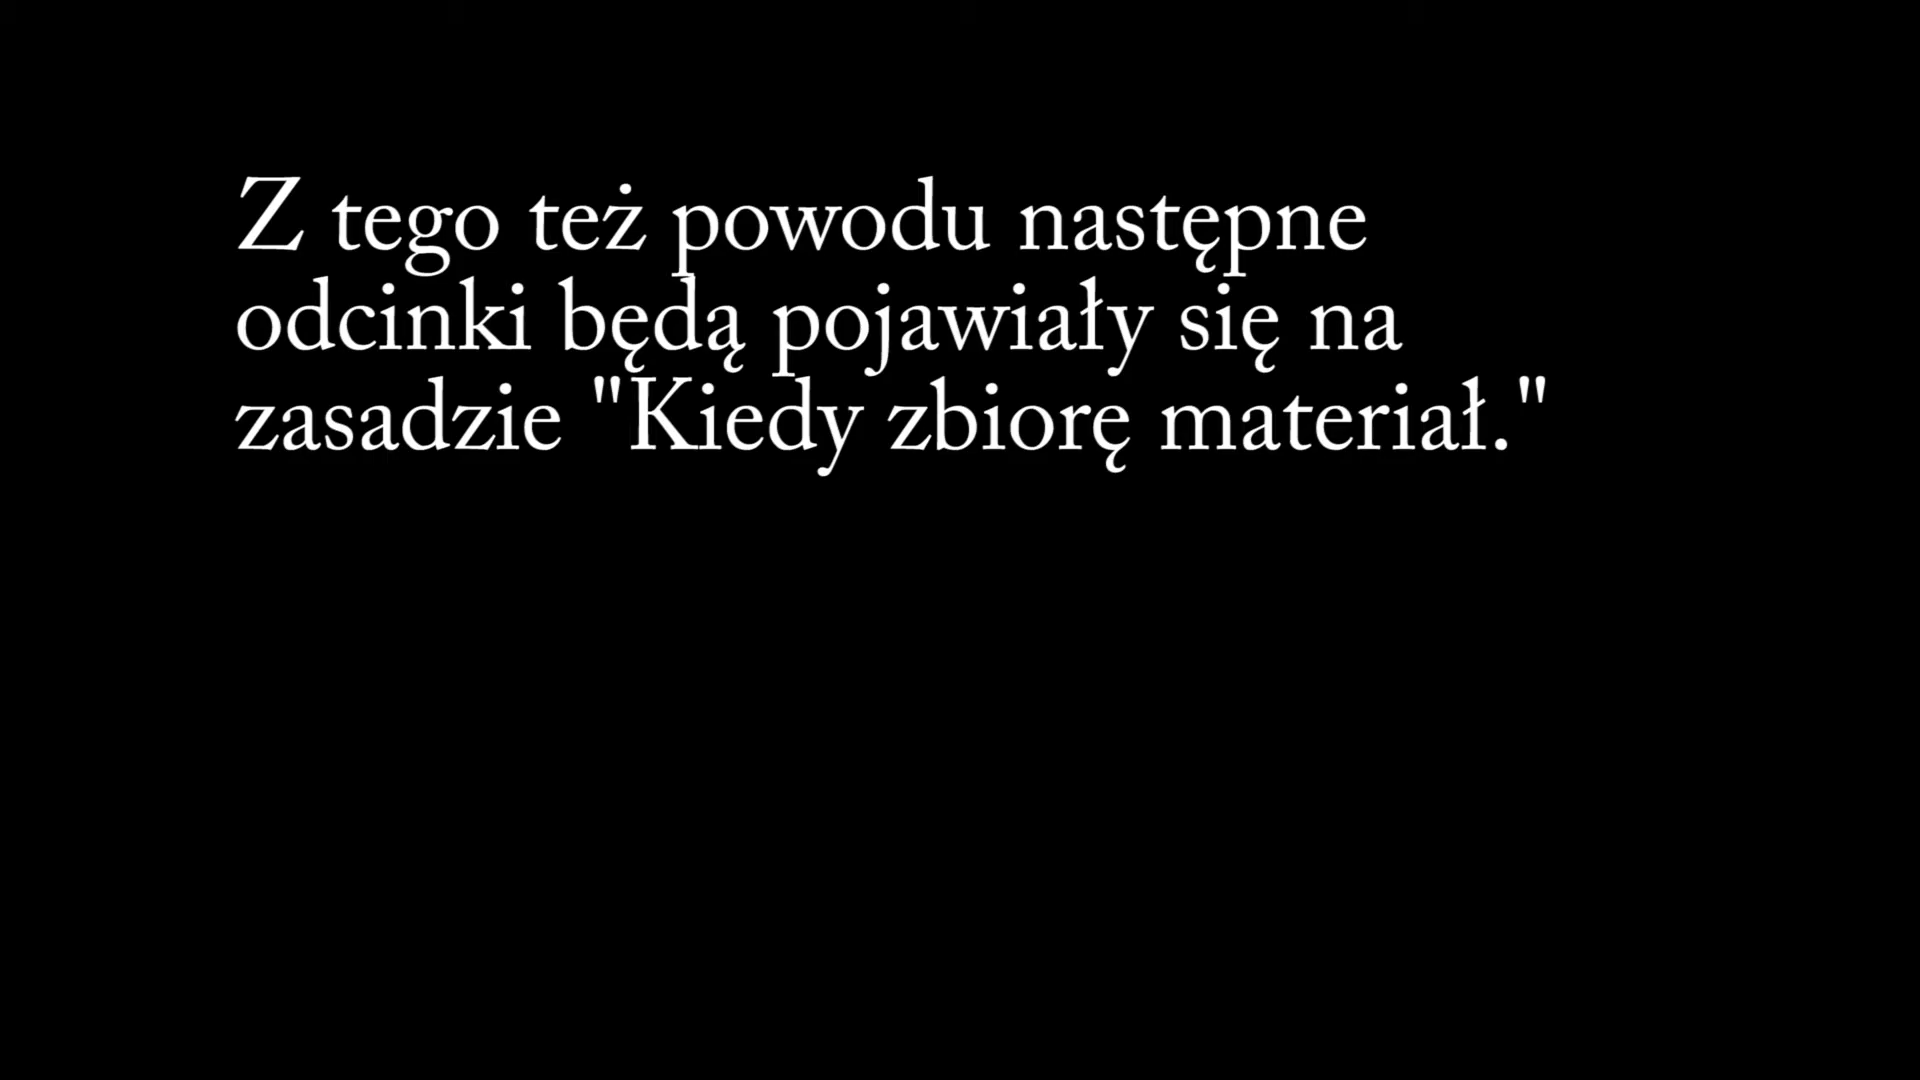 Z tego też powodu następne
odcinki będą pojawiały się na
zasadzie "Kiedy zbiorę materiał."